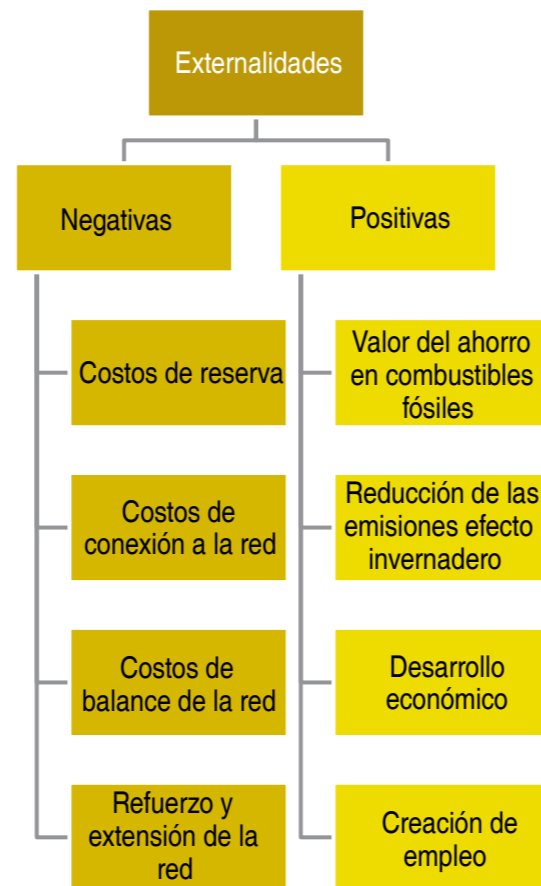 Externalidades
Negativas
Costos de reserva
Costos de
conexión a la red
Costos de
balance de la red
Refuerzo y
extensión de la
red
Positivas
Valor del ahorro
en combustibles
fósiles
Reducción de las
emisiones efecto
invernadero
Desarrollo
económico
Creación de
empleo